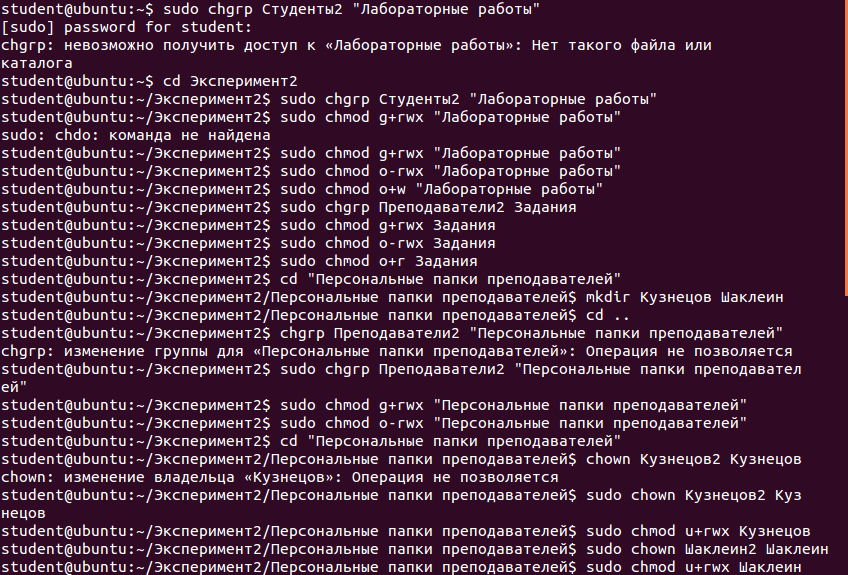 student@ubuntu:~$ sudo chgrp Студенты2 "Лабораторные работы"
[sudo] password for student:
chgrp: невозможно получить доступ к «Лабораторные работы»: Нет такого файла или
каталога
student@ubuntu:~$ cd Эксперимент2
student@ubuntu:~/Эксперимент2$ sudo chgrp Студенты2 "Лабораторные работы"
student@ubuntu:~/Эксперимент2$ sudo chmod g+rwx "Лабораторные работы"
sudo: chdo: команда не найдена
student@ubuntu:~/Эксперимент2$ sudo chmod g+rwx "Лабораторные работы"
student@ubuntu:~/Эксперимент2$ sudo chmod o-rwx "Лабораторные работы"
student@ubuntu:~/Эксперимент2$ sudo chmod o+w "Лабораторные работы"
student@ubuntu:~/Эксперимент2$ sudo chgrp Преподаватели2 Задания
student@ubuntu:~/Эксперимент2$ sudo chmod g+rwx Задания
student@ubuntu:~/Эксперимент2$ sudo chmod o-rwx Задания
student@ubuntu:~/Эксперимент2$ sudo chmod o+r Задания
student@ubuntu:~/Эксперимент2$ cd "Персональные папки преподавателей"
student@ubuntu:~/Эксперимент2/Персональные папки преподавателей$ mkdir Кузнецов Шаклеин
student@ubuntu:~/Эксперимент2/Персональные папки преподавателей$ cd ..
student@ubuntu:~/Эксперимент2$ chgrp Преподаватели2 "Персональные папки преподавателей"
chgrp: изменение группы для «Персональные папки преподавателей»: Операция не позволяется
student@ubuntu:~/Эксперимент2$ sudo chgrp Преподаватели2 "Персональные папки преподавател
ей"
student@ubuntu:~/Эксперимент2$ sudo chmod g+rwx "Персональные папки преподавателей"
student@ubuntu:~/Эксперимент2$ sudo chmod o-rwx "Персональные папки преподавателей"
student@ubuntu:~/Эксперимент2$ cd "Персональные папки преподавателей"
student@ubuntu:~/Эксперимент2/Персональные папки преподавателей$ chown Кузнецов2 Кузнецов
chown: изменение владельца «Кузнецов»: Операция не позволяется
student@ubuntu:~/Эксперимент2/Персональные папки преподавателей$ sudo chown Кузнецов2 Куз
нецов
student@ubuntu:~/Эксперимент2/Персональные папки преподавателей$ sudo chmod u+rwx Кузнецов
student@ubuntu:~/Эксперимент2/Персональные папки преподавателей$ sudo chown Шаклеин2 Шаклеин
student@ubuntu:~/Эксперимент2/Персональные папки преподавателей$ sudo chmod u+rwx Шаклеин